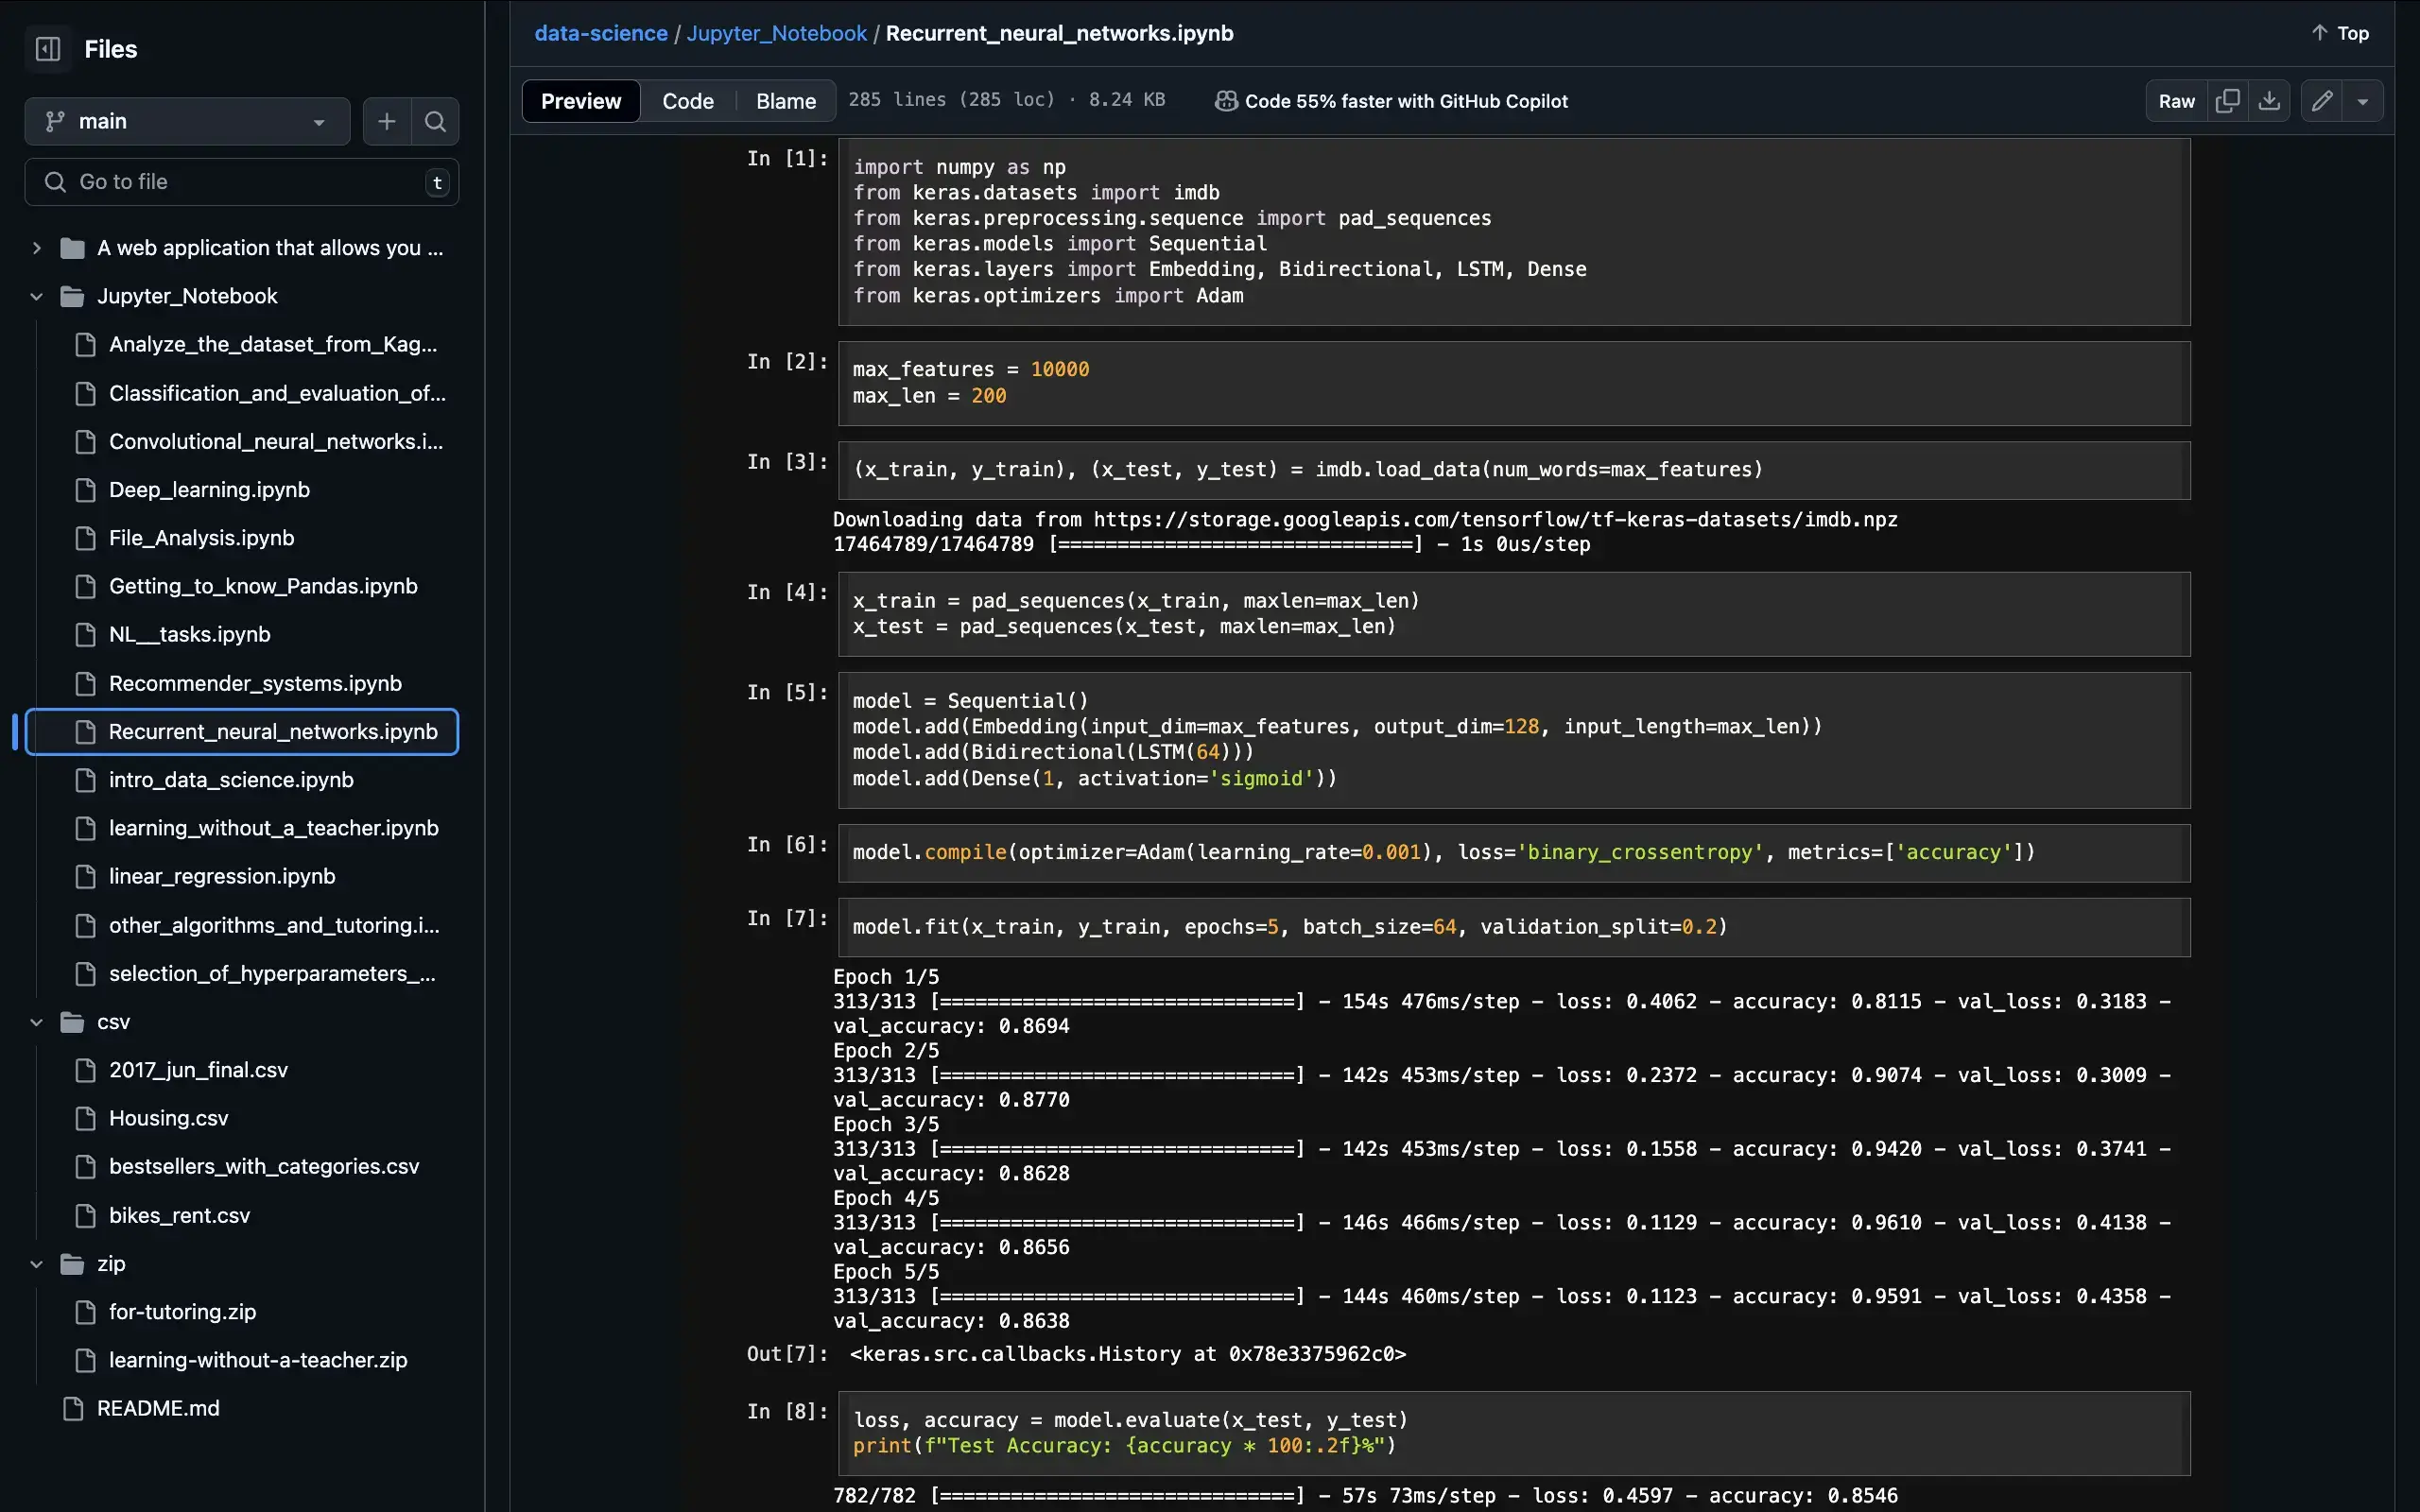 Files
main
Go to file
t
A web application that allows you ...
Jupyter_Notebook
Analyze_the_dataset_from_Kag...
Classification_and_evaluation_of...
Convolutional_neural_networks.i...
Deep_learning.ipynb
File_Analysis.ipynb
Getting_to_know_Pandas.ipynb
NL__tasks.ipynb
Recommender_systems.ipynb
Recurrent_neural_networks.ipynb
intro_data_science.ipynb
learning_without_a_teacher.ipynb
linear_regression.ipynb
other_algorithms_and_tutoring.i...
selection_of_hyperparameters_...
csv
2017_jun_final.csv
Housing.csv
bestsellers_with_categories.csv
bikes_rent.csv
zip
for-tutoring.zip
learning-without-a-teacher.zip
README.md
data-science / Jupyter_Notebook / Recurrent_neural_networks.ipynb
↑ Top
Preview Code Blame 285 lines (285 loc) · 8.24 KB Code 55% faster with GitHub Copilot Raw
In [1]:
import numpy as np
from keras.datasets import imdb
from keras.preprocessing.sequence import pad_sequences
from keras.models import Sequential
from keras.layers import Embedding, Bidirectional, LSTM, Dense
from keras.optimizers import Adam
In [2]:
max_features = 10000
max_len = 200
In [3]:
(x_train, y_train), (x_test, y_test) = imdb.load_data(num_words=max_features)
Downloading data from https://storage.googleapis.com/tensorflow/tf-keras-datasets/imdb.npz
17464789/17464789 [==============================] - 1s 0us/step
In [4]:
x_train = pad_sequences(x_train, maxlen=max_len)
x_test = pad_sequences(x_test, maxlen=max_len)
In [5]:
model = Sequential()
model.add(Embedding(input_dim=max_features, output_dim=128, input_length=max_len))
model.add(Bidirectional(LSTM(64)))
model.add(Dense(1, activation='sigmoid'))
In [6]:
model.compile(optimizer=Adam(learning_rate=0.001), loss='binary_crossentropy', metrics=['accuracy'])
In [7]:
model.fit(x_train, y_train, epochs=5, batch_size=64, validation_split=0.2)
Epoch 1/5
313/313 [==============================] - 154s 476ms/step - loss: 0.4062 - accuracy: 0.8115 - val_loss: 0.3183 -
val_accuracy: 0.8694
Epoch 2/5
313/313 [==============================] - 142s 453ms/step - loss: 0.2372 - accuracy: 0.9074 - val_loss: 0.3009 -
val_accuracy: 0.8770
Epoch 3/5
313/313 [==============================] - 142s 453ms/step - loss: 0.1558 - accuracy: 0.9420 - val_loss: 0.3741 -
val_accuracy: 0.8628
Epoch 4/5
313/313 [==============================] - 146s 466ms/step - loss: 0.1129 - accuracy: 0.9610 - val_loss: 0.4138 -
val_accuracy: 0.8656
Epoch 5/5
313/313 [==============================] - 144s 460ms/step - loss: 0.1123 - accuracy: 0.9591 - val_loss: 0.4358 -
val_accuracy: 0.8638
Out[7]: <keras.src.callbacks.History at 0x78e3375962c0>
In [8]:
loss, accuracy = model.evaluate(x_test, y_test)
print(f"Test Accuracy: {accuracy * 100:.2f}%")
782/782 [==============================] - 57s 73ms/step - loss: 0.4597 - accuracy: 0.8546